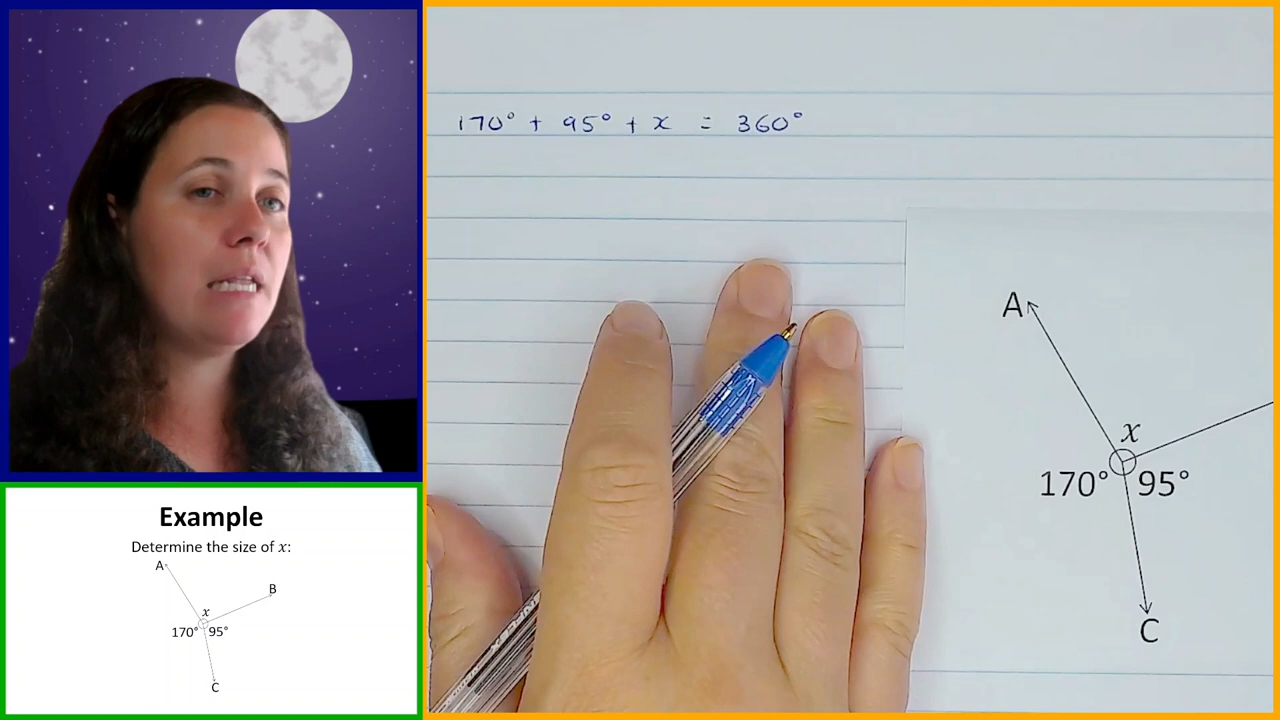 170° + 95° + x = 360°
A
x
170° 95°
C
Example
Determine the size of x:
A
B
x
170° 95°
C